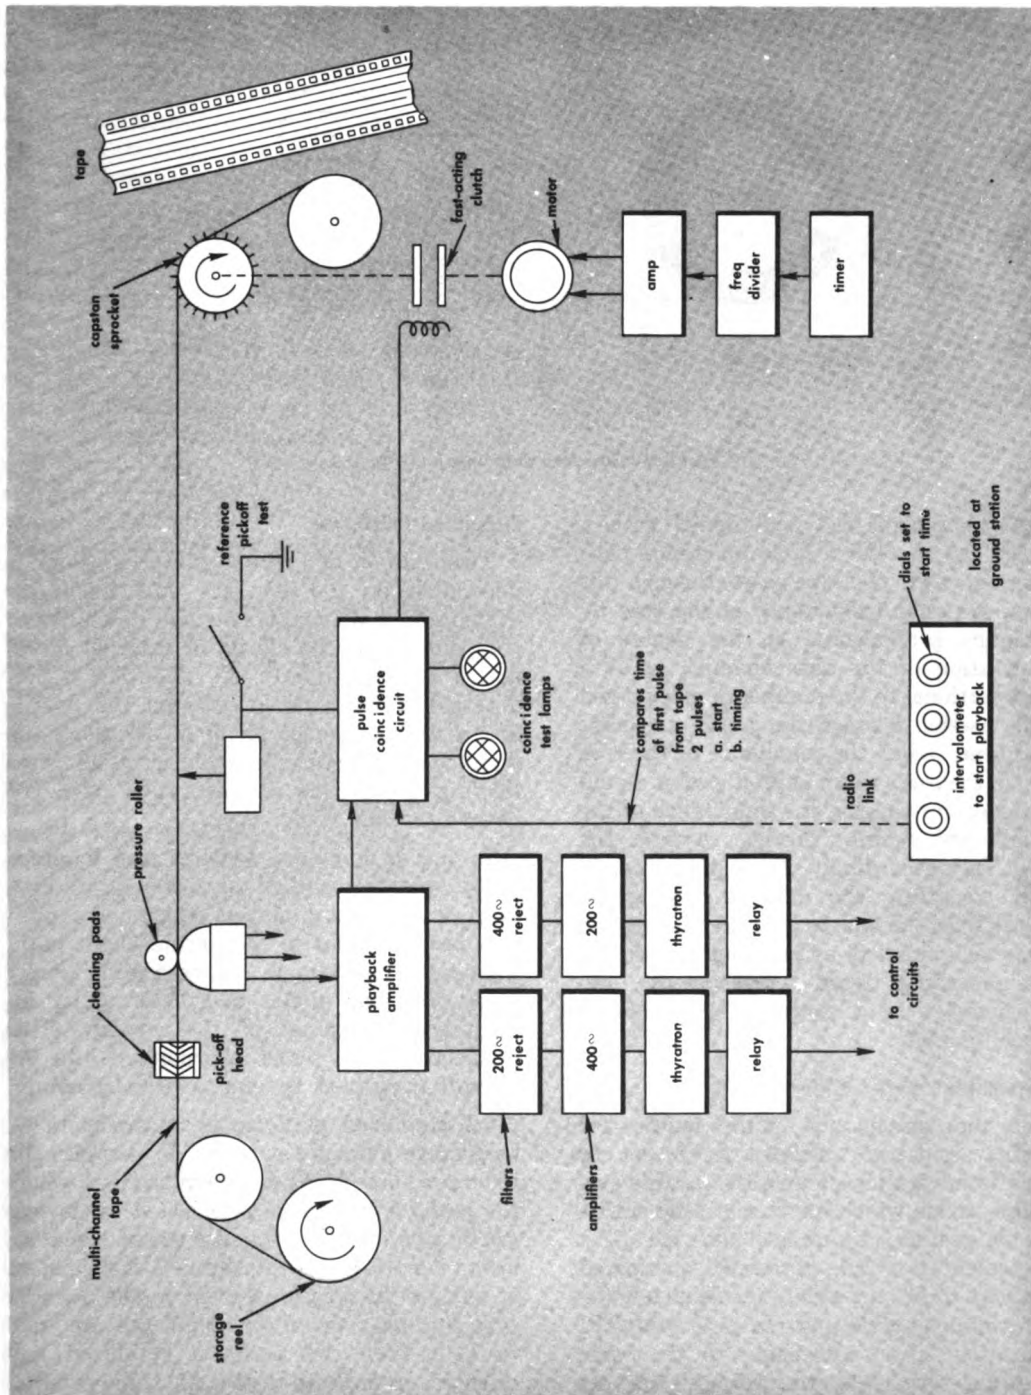 tape
capstan
sprocket
fast-acting
clutch
motor
amp
freq
divider
timer
reference
pickoff
test
pressure roller
cleaning pads
pick-off
head
multi-channel
tape
storage
reel
playback
amplifier
pulse
coincidence
circuit
coincidence
test lamps
compares time
of first pulse
from tape
2 pulses
a. start
b. timing
radio
link
dials set to
start time
located at
ground station
intervalometer
to start playback
filters
200~
reject
400~
reject
amplifiers
400~
200~
thyratron
thyratron
relay
relay
to control
circuits